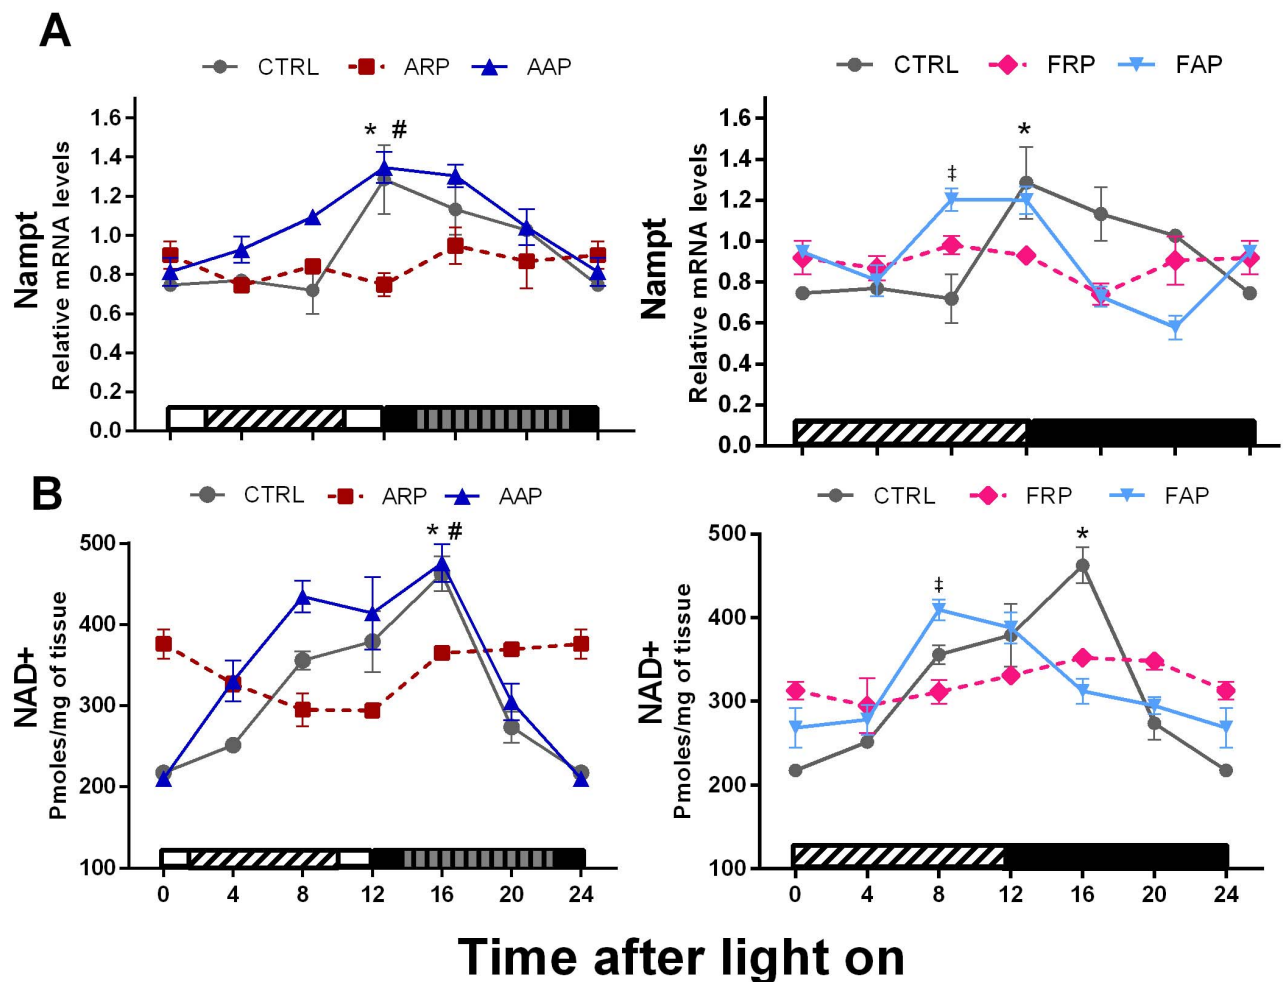 A
CTRL ARP AAP
CTRL FRP FAP
Nampt
Relative mRNA levels
1.6
1.4
1.2
1.0
0.8
0.6
0.4
0.2
0.0
* #
Nampt
Relative mRNA levels
1.6
1.4
1.2
1.0
0.8
0.6
0.4
0.2
0.0
‡
*
B
CTRL ARP AAP
CTRL FRP FAP
NAD+
Pmoles/mg of tissue
500
400
300
200
100
* #
0 4 8 12 16 20 24
NAD+
Pmoles/mg of tissue
500
400
300
200
100
‡
*
0 4 8 12 16 20 24
Time after light on